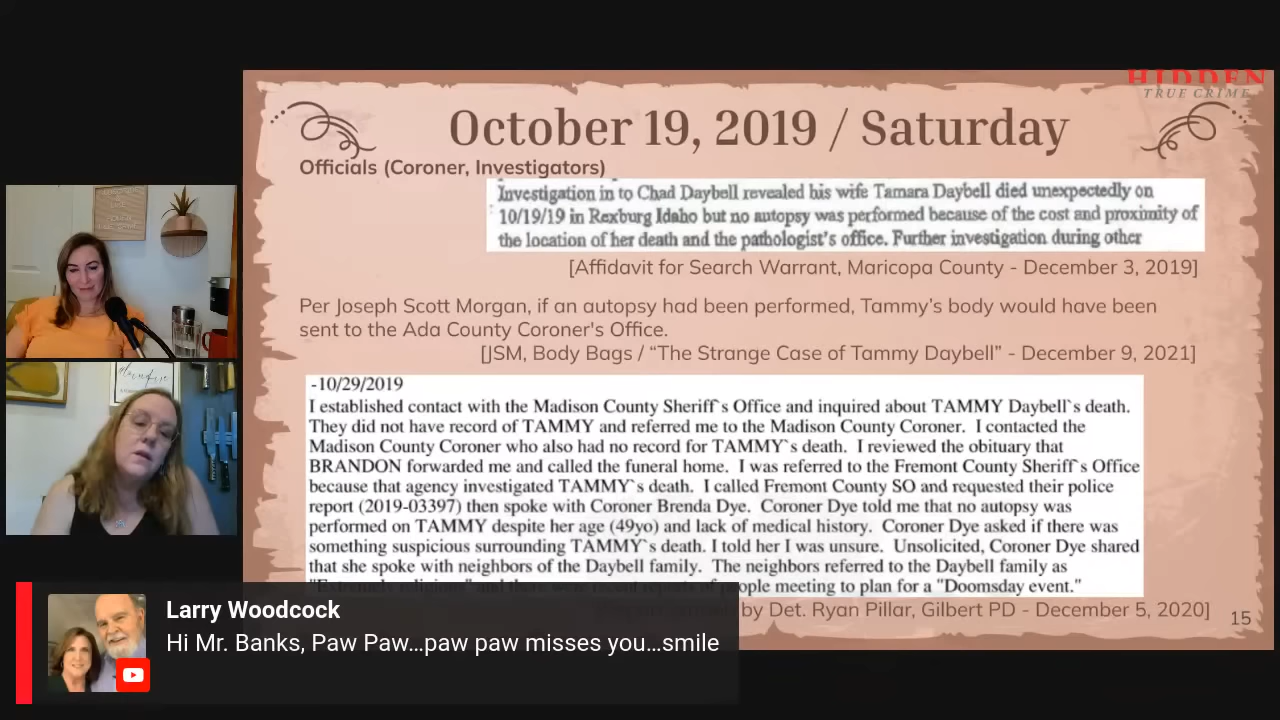 HIDDEN
TRUE CRIME
October 19, 2019 / Saturday
Officials (Coroner, Investigators)
Investigation in to Chad Daybell revealed his wife Tamara Daybell died unexpectedly on
10/19/19 in Rexburg Idaho but no autopsy was performed because of the cost and proximity of
the location of her death and the pathologist's office. Further investigation during other
[Affidavit for Search Warrant, Maricopa County - December 3, 2019]
Per Joseph Scott Morgan, if an autopsy had been performed, Tammy's body would have been
sent to the Ada County Coroner's Office.
[JSM, Body Bags / “The Strange Case of Tammy Daybell” - December 9, 2021]
-10/29/2019
I established contact with the Madison County Sheriff`s Office and inquired about TAMMY Daybell`s death.
They did not have record of TAMMY and referred me to the Madison County Coroner. I contacted the
Madison County Coroner who also had no record for TAMMY`s death. I reviewed the obituary that
BRANDON forwarded me and called the funeral home. I was referred to the Fremont County Sheriff`s Office
because that agency investigated TAMMY`s death. I called Fremont County SO and requested their police
report (2019-03397) then spoke with Coroner Brenda Dye. Coroner Dye told me that no autopsy was
performed on TAMMY despite her age (49yo) and lack of medical history. Coroner Dye asked if there was
something suspicious surrounding TAMMY`s death. I told her I was unsure. Unsolicited, Coroner Dye shared
that she spoke with neighbors of the Daybell family. The neighbors referred to the Daybell family as
"Extremely religious" and there were recent reports of people meeting to plan for a "Doomsday event."
by Det. Ryan Pillar, Gilbert PD - December 5, 2020]
15
Larry Woodcock
Hi Mr. Banks, Paw Paw...paw paw misses you...smile